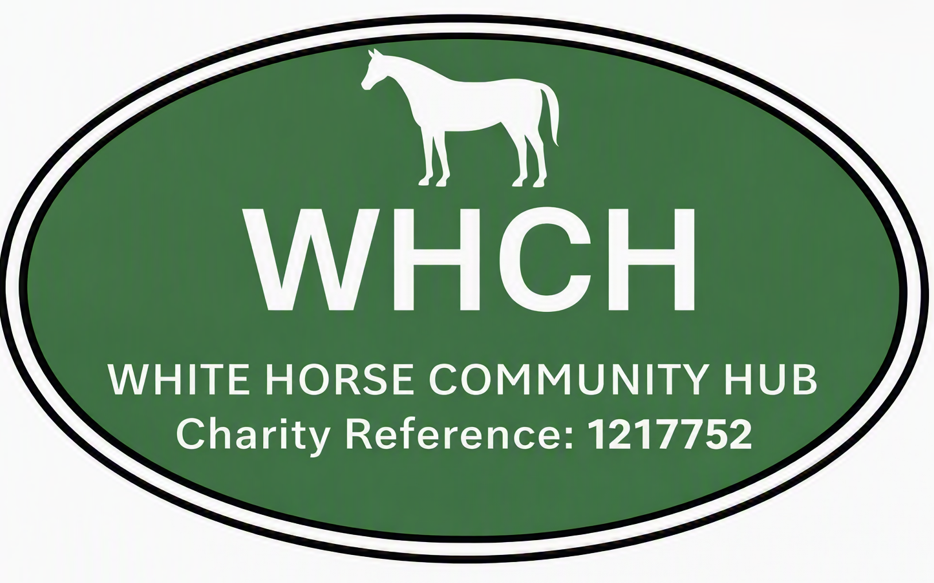 WHCH
WHITE HORSE COMMUNITY HUB
Charity Reference: 1217752